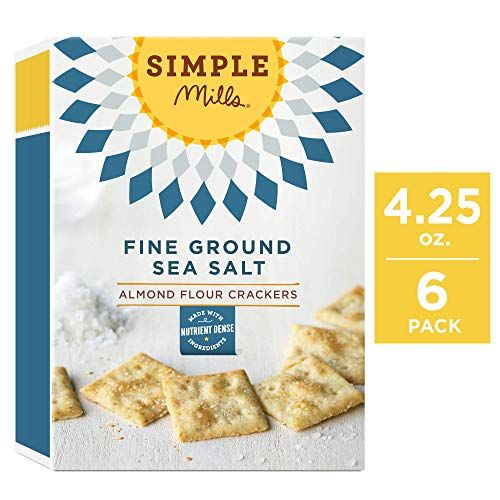 SIMPLE
Mills®
FINE GROUND
SEA SALT
ALMOND FLOUR CRACKERS
MADE WITH
NUTRIENT DENSE
INGREDIENTS
4.25
oz.
6
PACK